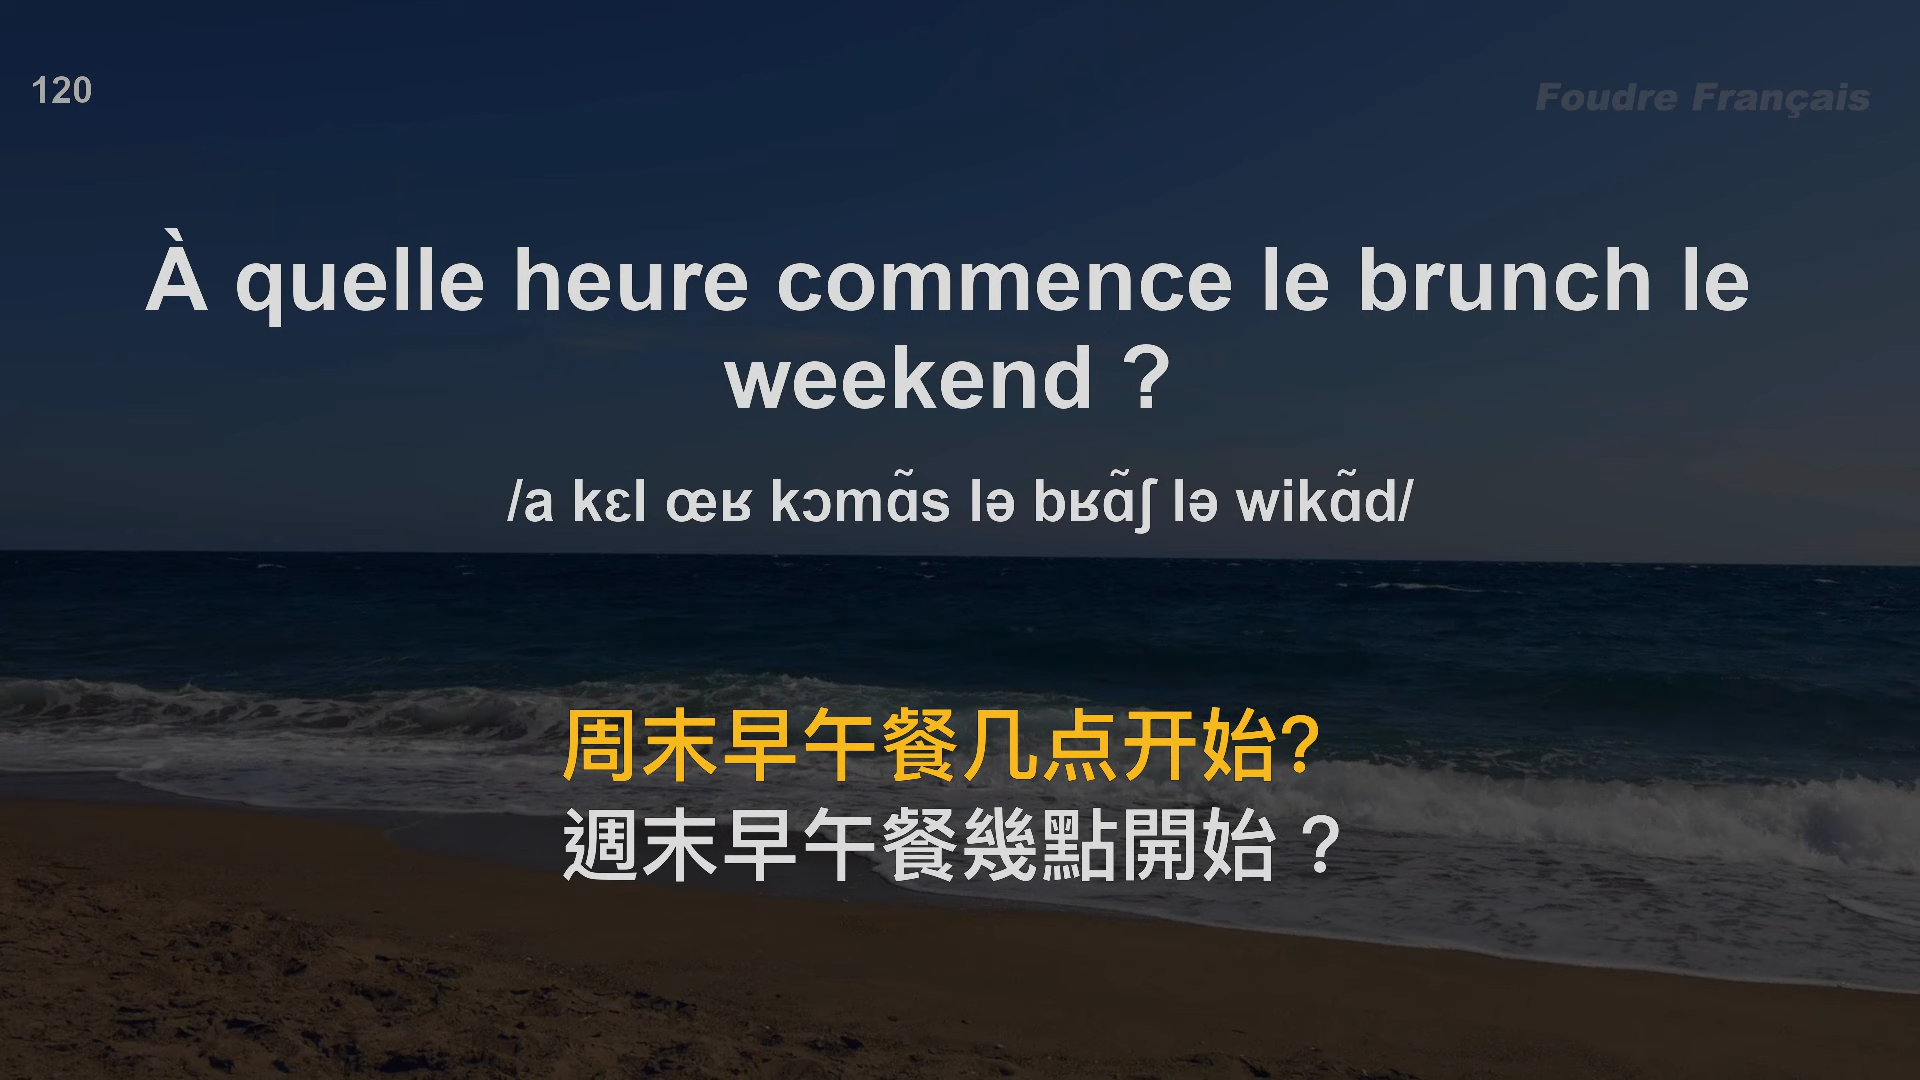 120
Foudre Français
À quelle heure commence le brunch le
weekend ?
/a kɛl œʁ kɔmɑ̃s lə bʁɑ̃ʃ lə wikɑ̃d/
周末早午餐几点开始?
週末早午餐幾點開始？